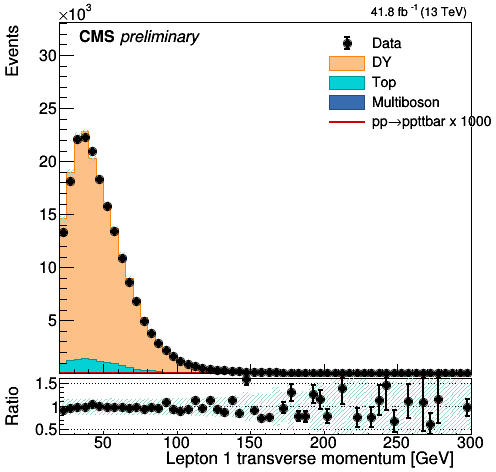 ×10³
41.8 fb⁻¹ (13 TeV)
CMS preliminary
Events
30
25
20
15
10
5
0
Data
DY
Top
Multiboson
pp→ppttbar x 1000
Ratio
1.5
1
0.5
50 100 150 200 250 300
Lepton 1 transverse momentum [GeV]